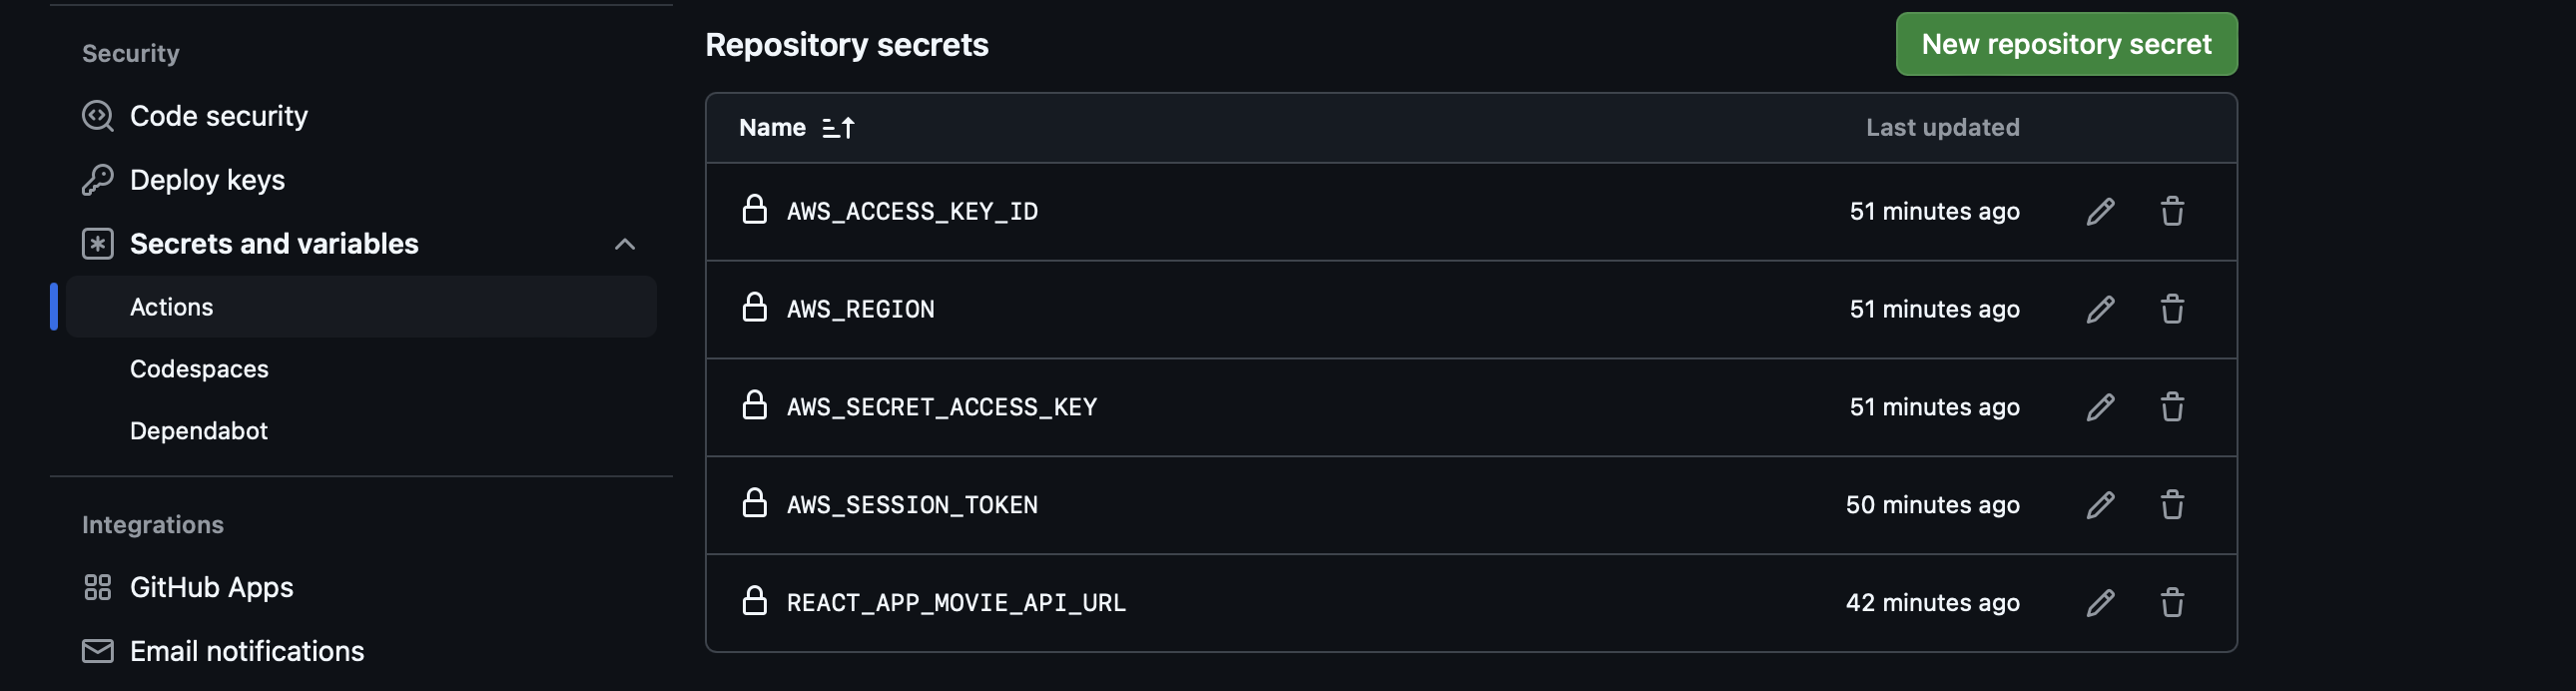 Security
Code security
Deploy keys
Secrets and variables
Actions
Codespaces
Dependabot
Integrations
GitHub Apps
Email notifications
Repository secrets
New repository secret
Name Last updated
AWS_ACCESS_KEY_ID 51 minutes ago
AWS_REGION 51 minutes ago
AWS_SECRET_ACCESS_KEY 51 minutes ago
AWS_SESSION_TOKEN 50 minutes ago
REACT_APP_MOVIE_API_URL 42 minutes ago